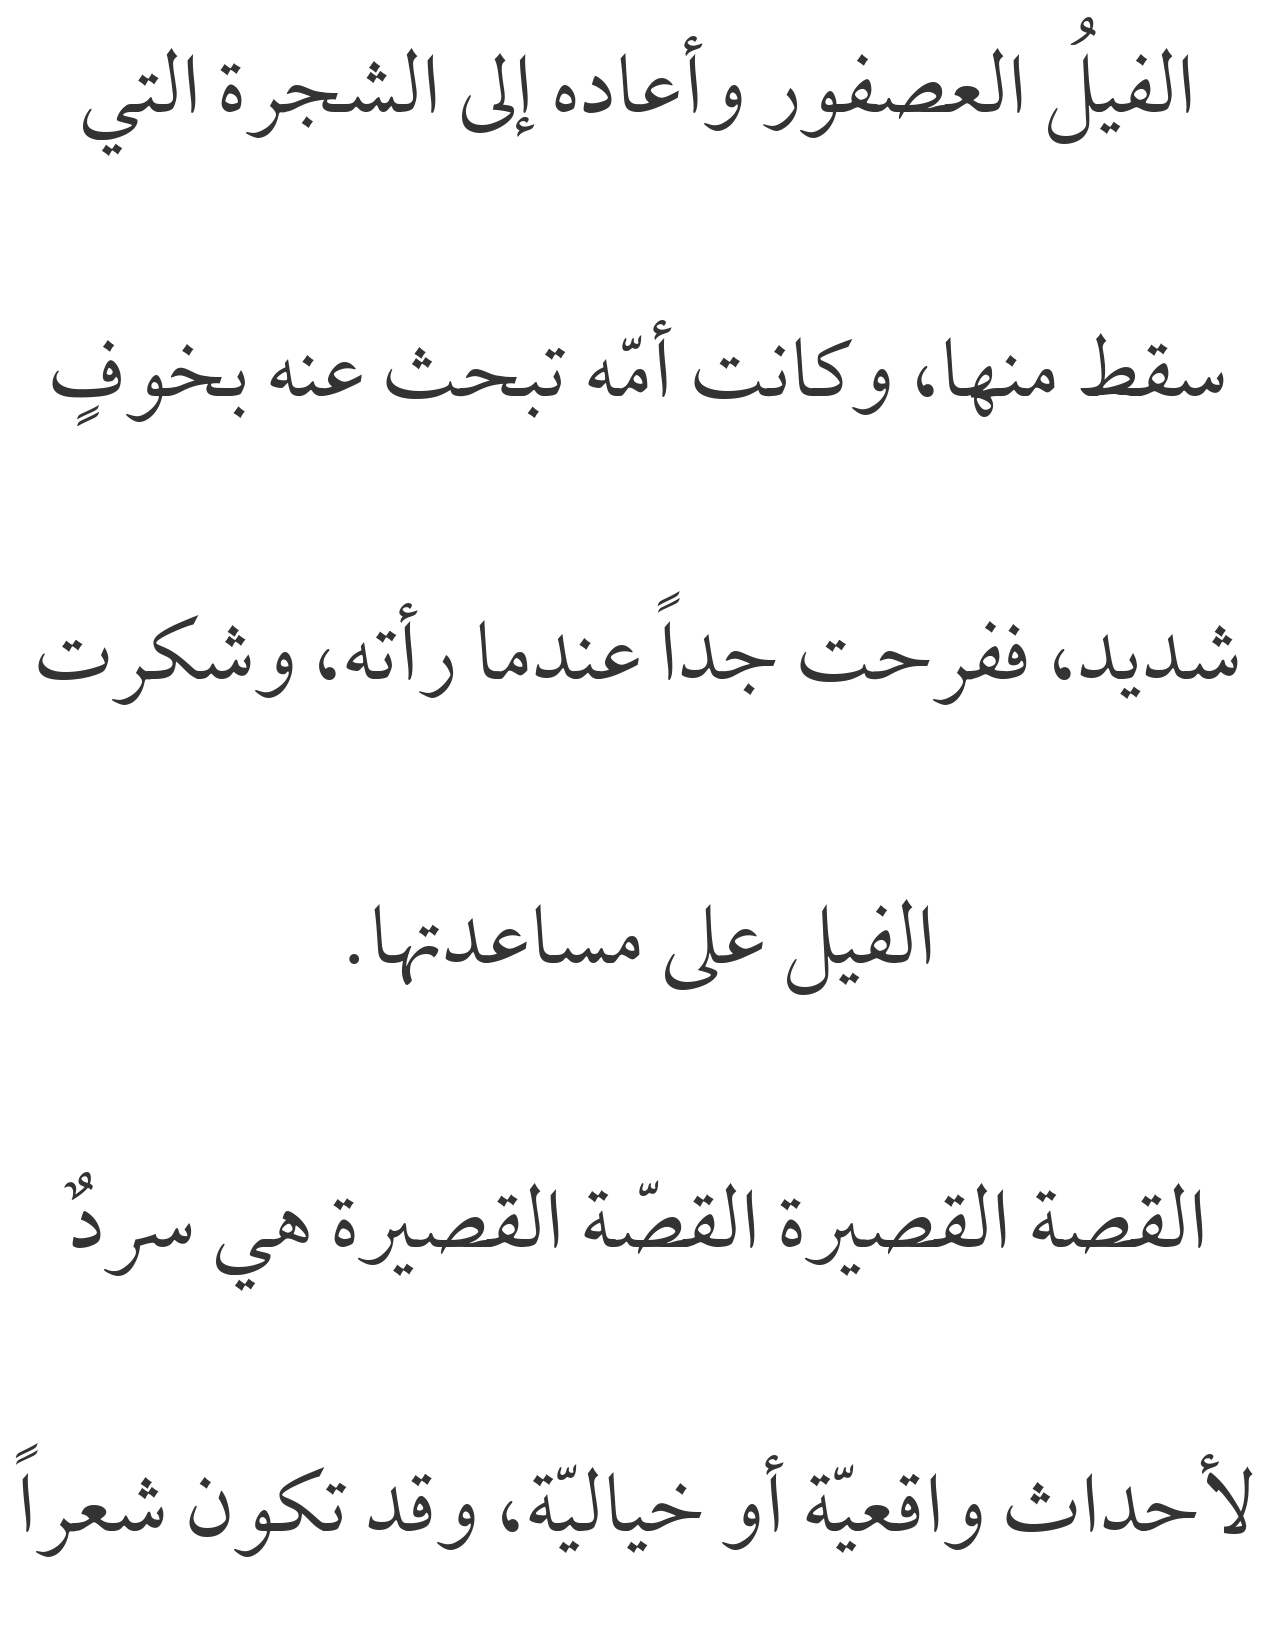 الفيلُ العصفور وأعاده إلى الشجرة التي
سقط منها، وكانت أمّه تبحث عنه بخوفٍ
شديد، ففرحت جداً عندما رأته، وشكرت
الفيل على مساعدتها.
القصة القصيرة القصّة القصيرة هي سردٌ
لأحداث واقعيّة أو خياليّة، وقد تكون شعراً